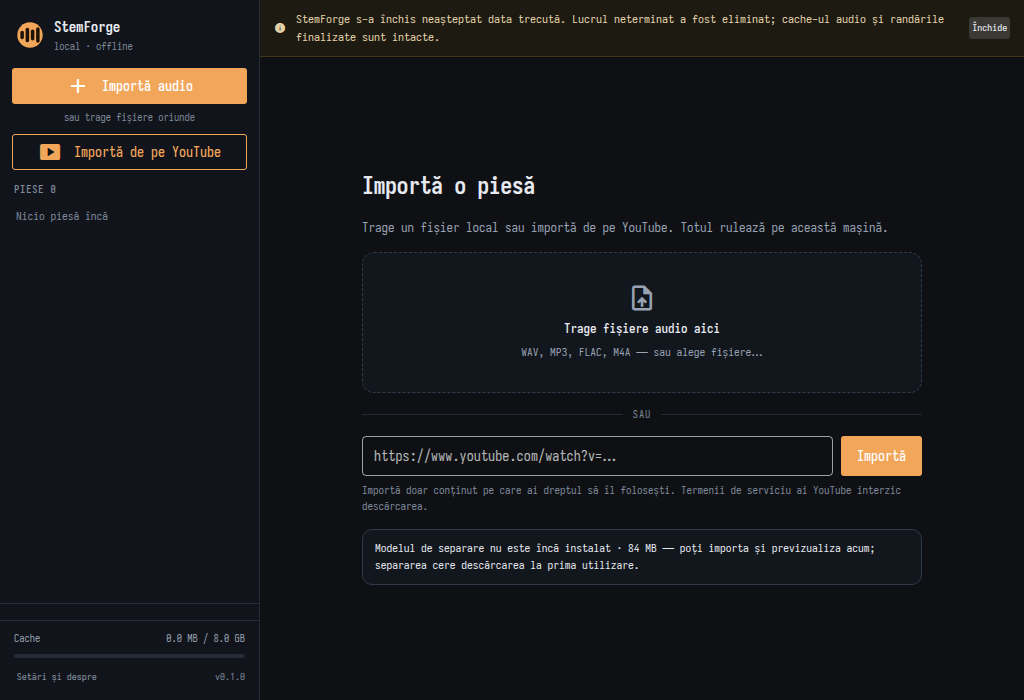 StemForge
local · offline
Importă audio
sau trage fișiere oriunde
Importă de pe YouTube
PIESE 0
Nicio piesă încă
Cache
0.0 MB / 8.0 GB
Setări și despre
v0.1.0
StemForge s-a închis neașteptat data trecută. Lucrul neterminat a fost eliminat; cache-ul audio și randările
finalizate sunt intacte.
Închide
Importă o piesă
Trage un fișier local sau importă de pe YouTube. Totul rulează pe această mașină.
Trage fișiere audio aici
WAV, MP3, FLAC, M4A — sau alege fișiere…
SAU
https://www.youtube.com/watch?v=…
Importă
Importă doar conținut pe care ai dreptul să îl folosești. Termenii de serviciu ai YouTube interzic
descărcarea.
Modelul de separare nu este încă instalat · 84 MB — poți importa și previzualiza acum;
separarea cere descărcarea la prima utilizare.